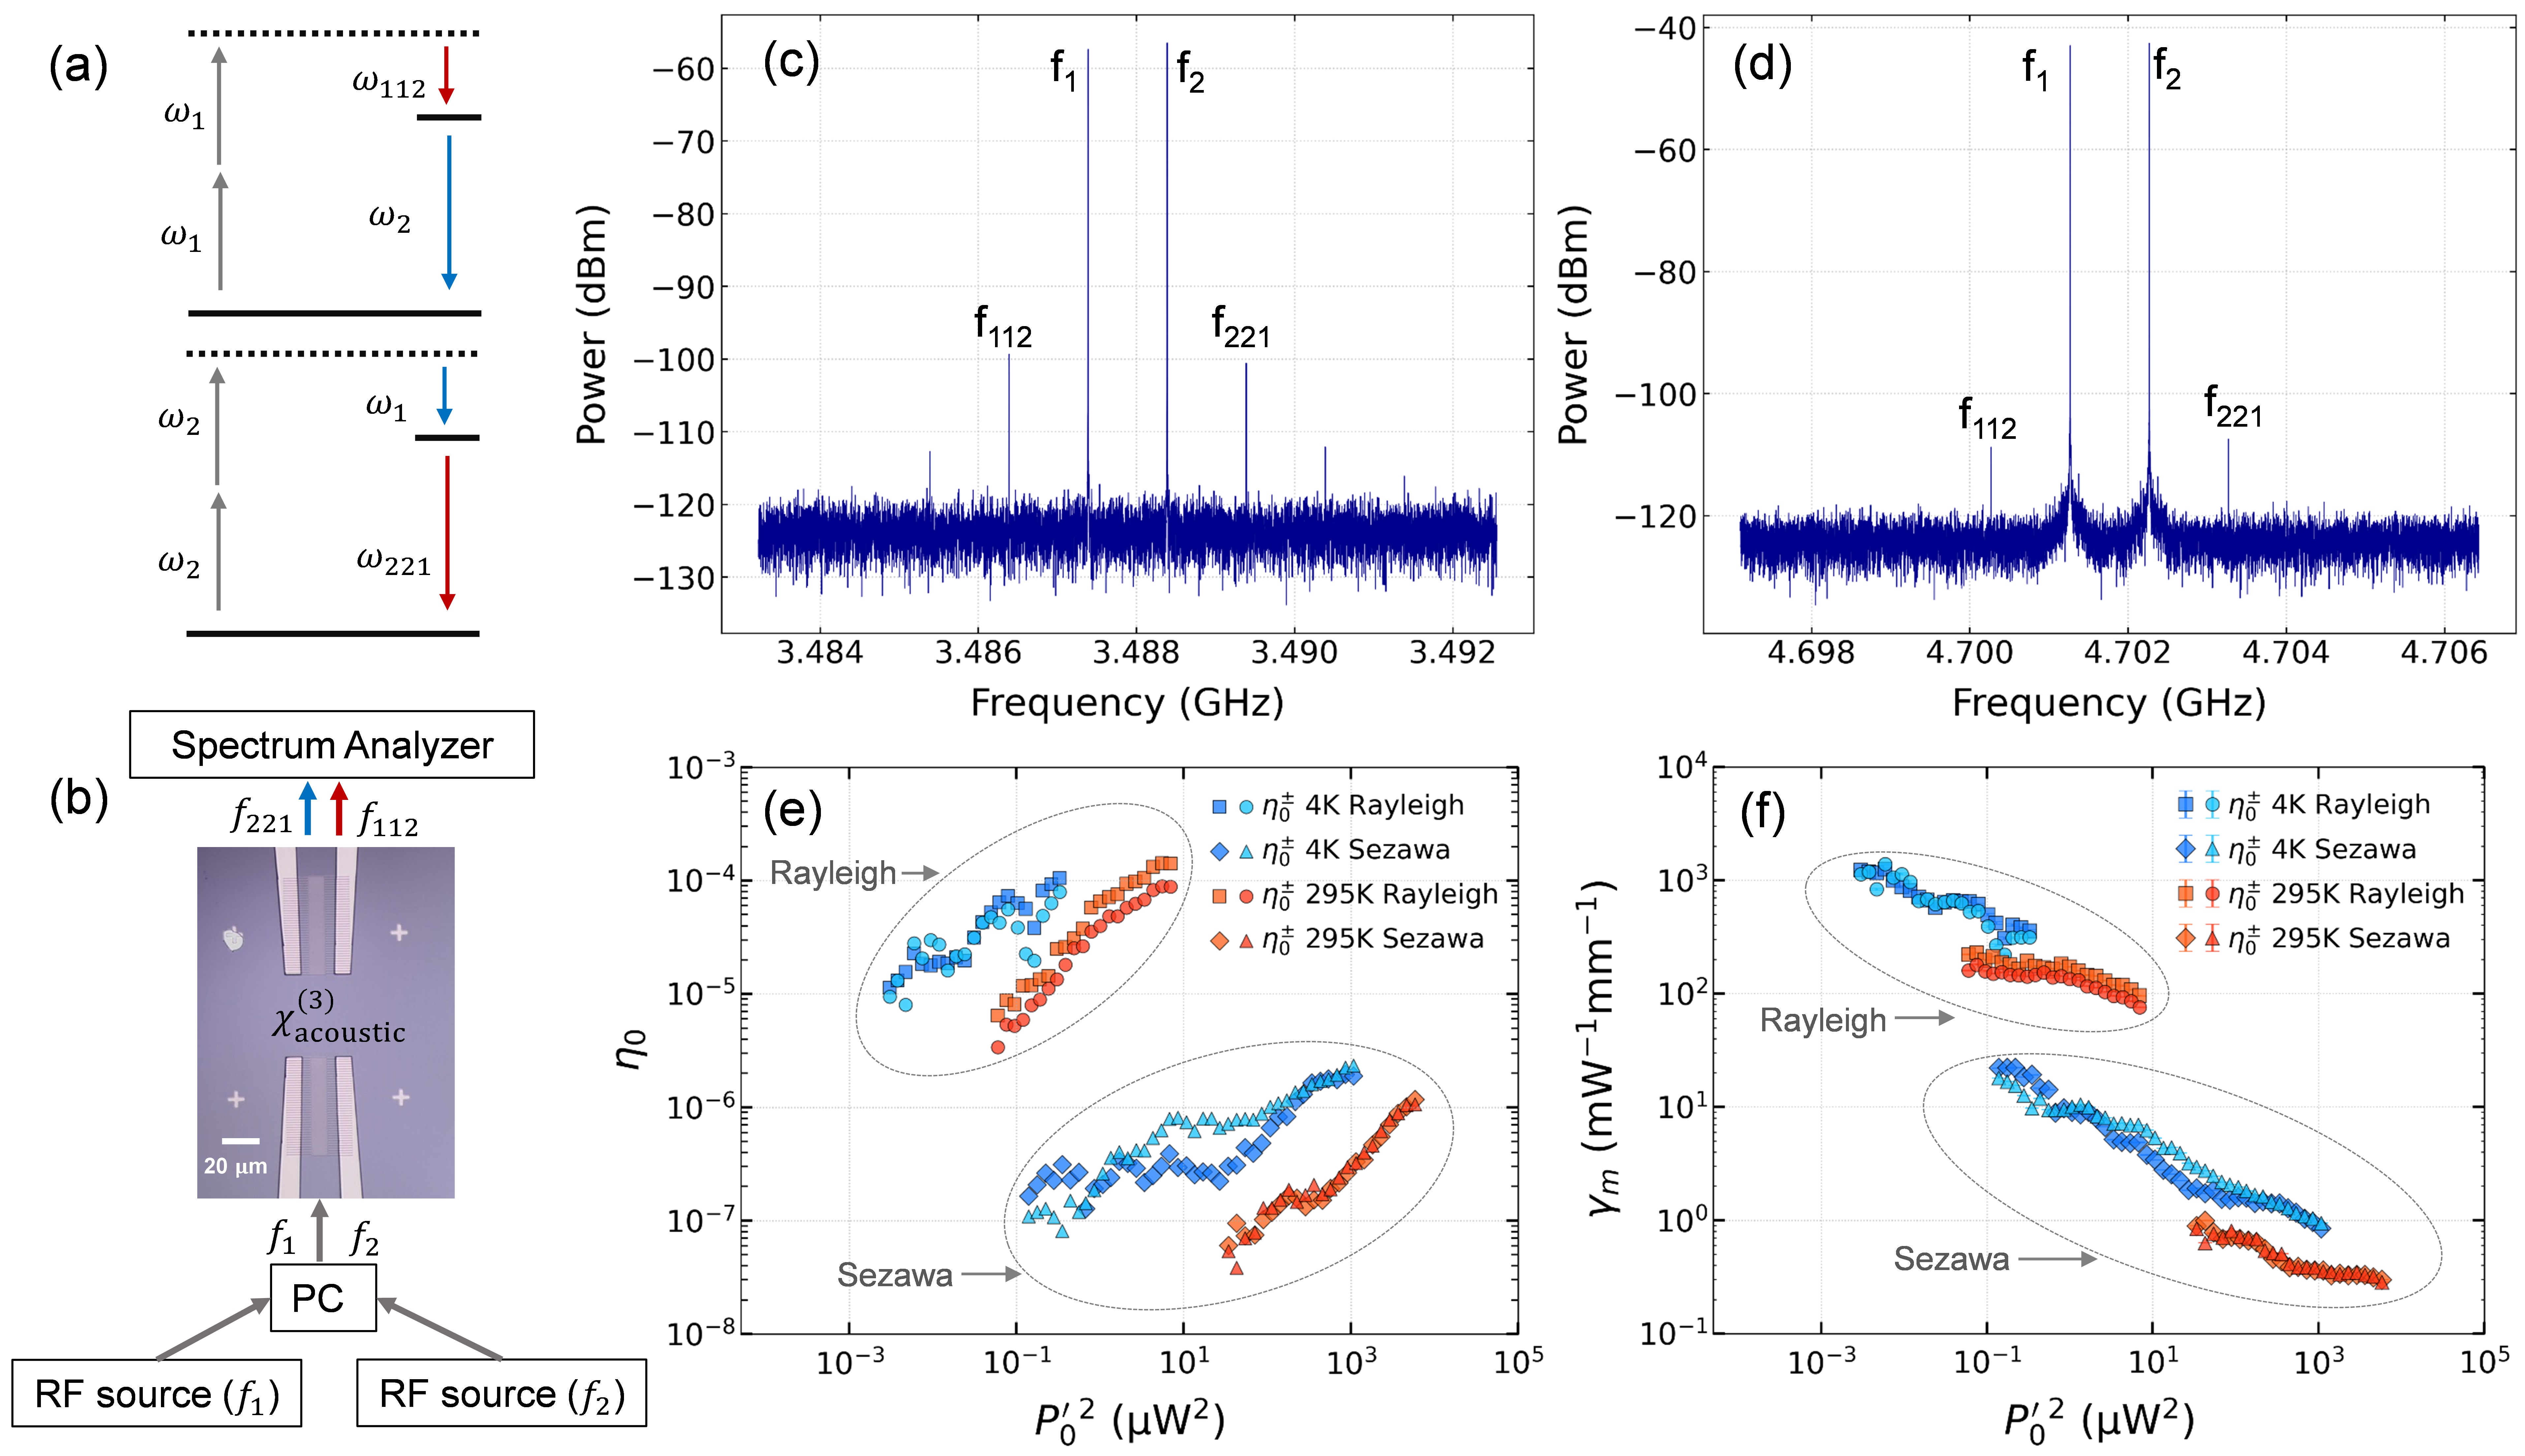 (a)
ω₁
ω₁
ω₁₁₂
ω₂
ω₂
ω₂
ω₁
ω₂₂₁
(b)
Spectrum Analyzer
f₂₂₁
f₁₁₂
χ⁽³⁾acoustic
20 μm
f₁
f₂
PC
RF source (f₁)
RF source (f₂)
(c)
f₁
f₂
f₁₁₂
f₂₂₁
Power (dBm)
−60
−70
−80
−90
−100
−110
−120
−130
3.484
3.486
3.488
3.490
3.492
Frequency (GHz)
(d)
f₁
f₂
f₁₁₂
f₂₂₁
Power (dBm)
−40
−60
−80
−100
−120
4.698
4.700
4.702
4.704
4.706
Frequency (GHz)
(e)
η₀± 4K Rayleigh
η₀± 4K Sezawa
η₀± 295K Rayleigh
η₀± 295K Sezawa
Rayleigh
Sezawa
η₀
10⁻³
10⁻⁴
10⁻⁵
10⁻⁶
10⁻⁷
10⁻⁸
10⁻³
10⁻¹
10¹
10³
10⁵
P′₀² (μW²)
(f)
η₀± 4K Rayleigh
η₀± 4K Sezawa
η₀± 295K Rayleigh
η₀± 295K Sezawa
Rayleigh
Sezawa
γₘ (mW⁻¹mm⁻¹)
10⁴
10³
10²
10¹
10⁰
10⁻¹
10⁻³
10⁻¹
10¹
10³
10⁵
P′₀² (μW²)